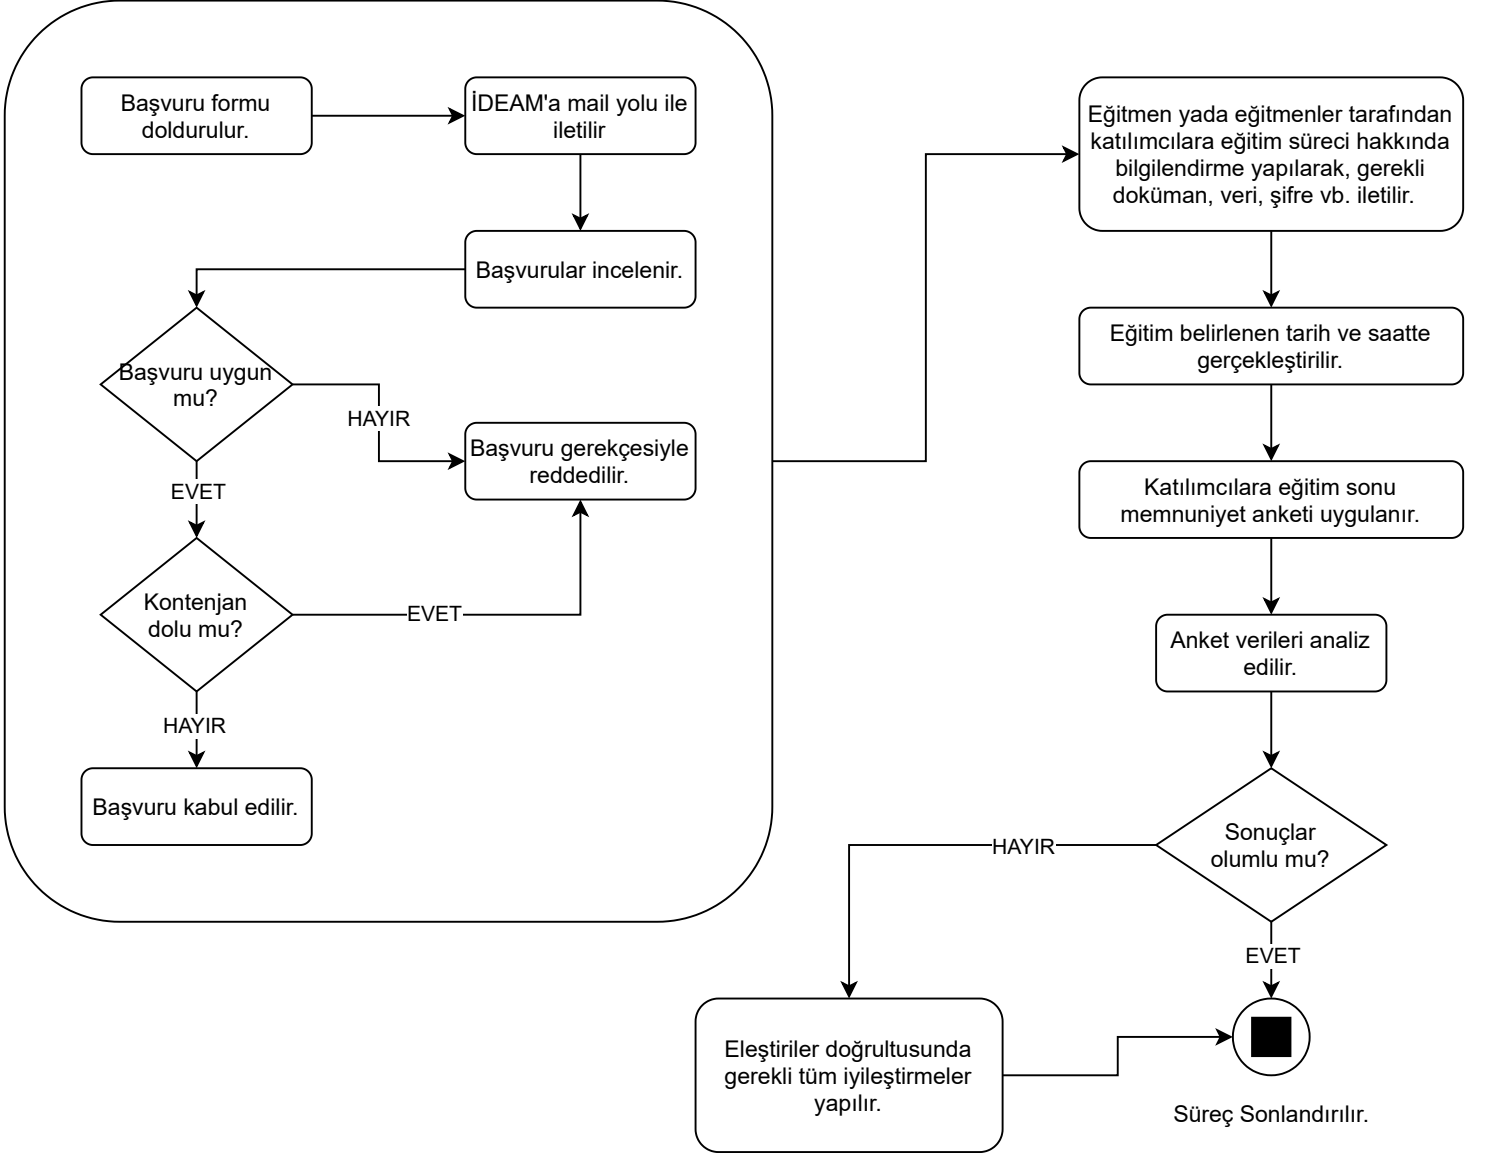 Başvuru formu
doldurulur.
İDEAM'a mail yolu ile
iletilir
Başvurular incelenir.
Başvuru uygun
mu?
HAYIR
Başvuru gerekçesiyle
reddedilir.
EVET
Kontenjan
dolu mu?
EVET
HAYIR
Başvuru kabul edilir.
Eğitmen yada eğitmenler tarafından
katılımcılara eğitim süreci hakkında
bilgilendirme yapılarak, gerekli
doküman, veri, şifre vb. iletilir.
Eğitim belirlenen tarih ve saatte
gerçekleştirilir.
Katılımcılara eğitim sonu
memnuniyet anketi uygulanır.
Anket verileri analiz
edilir.
Sonuçlar
olumlu mu?
HAYIR
EVET
Eleştiriler doğrultusunda
gerekli tüm iyileştirmeler
yapılır.
Süreç Sonlandırılır.